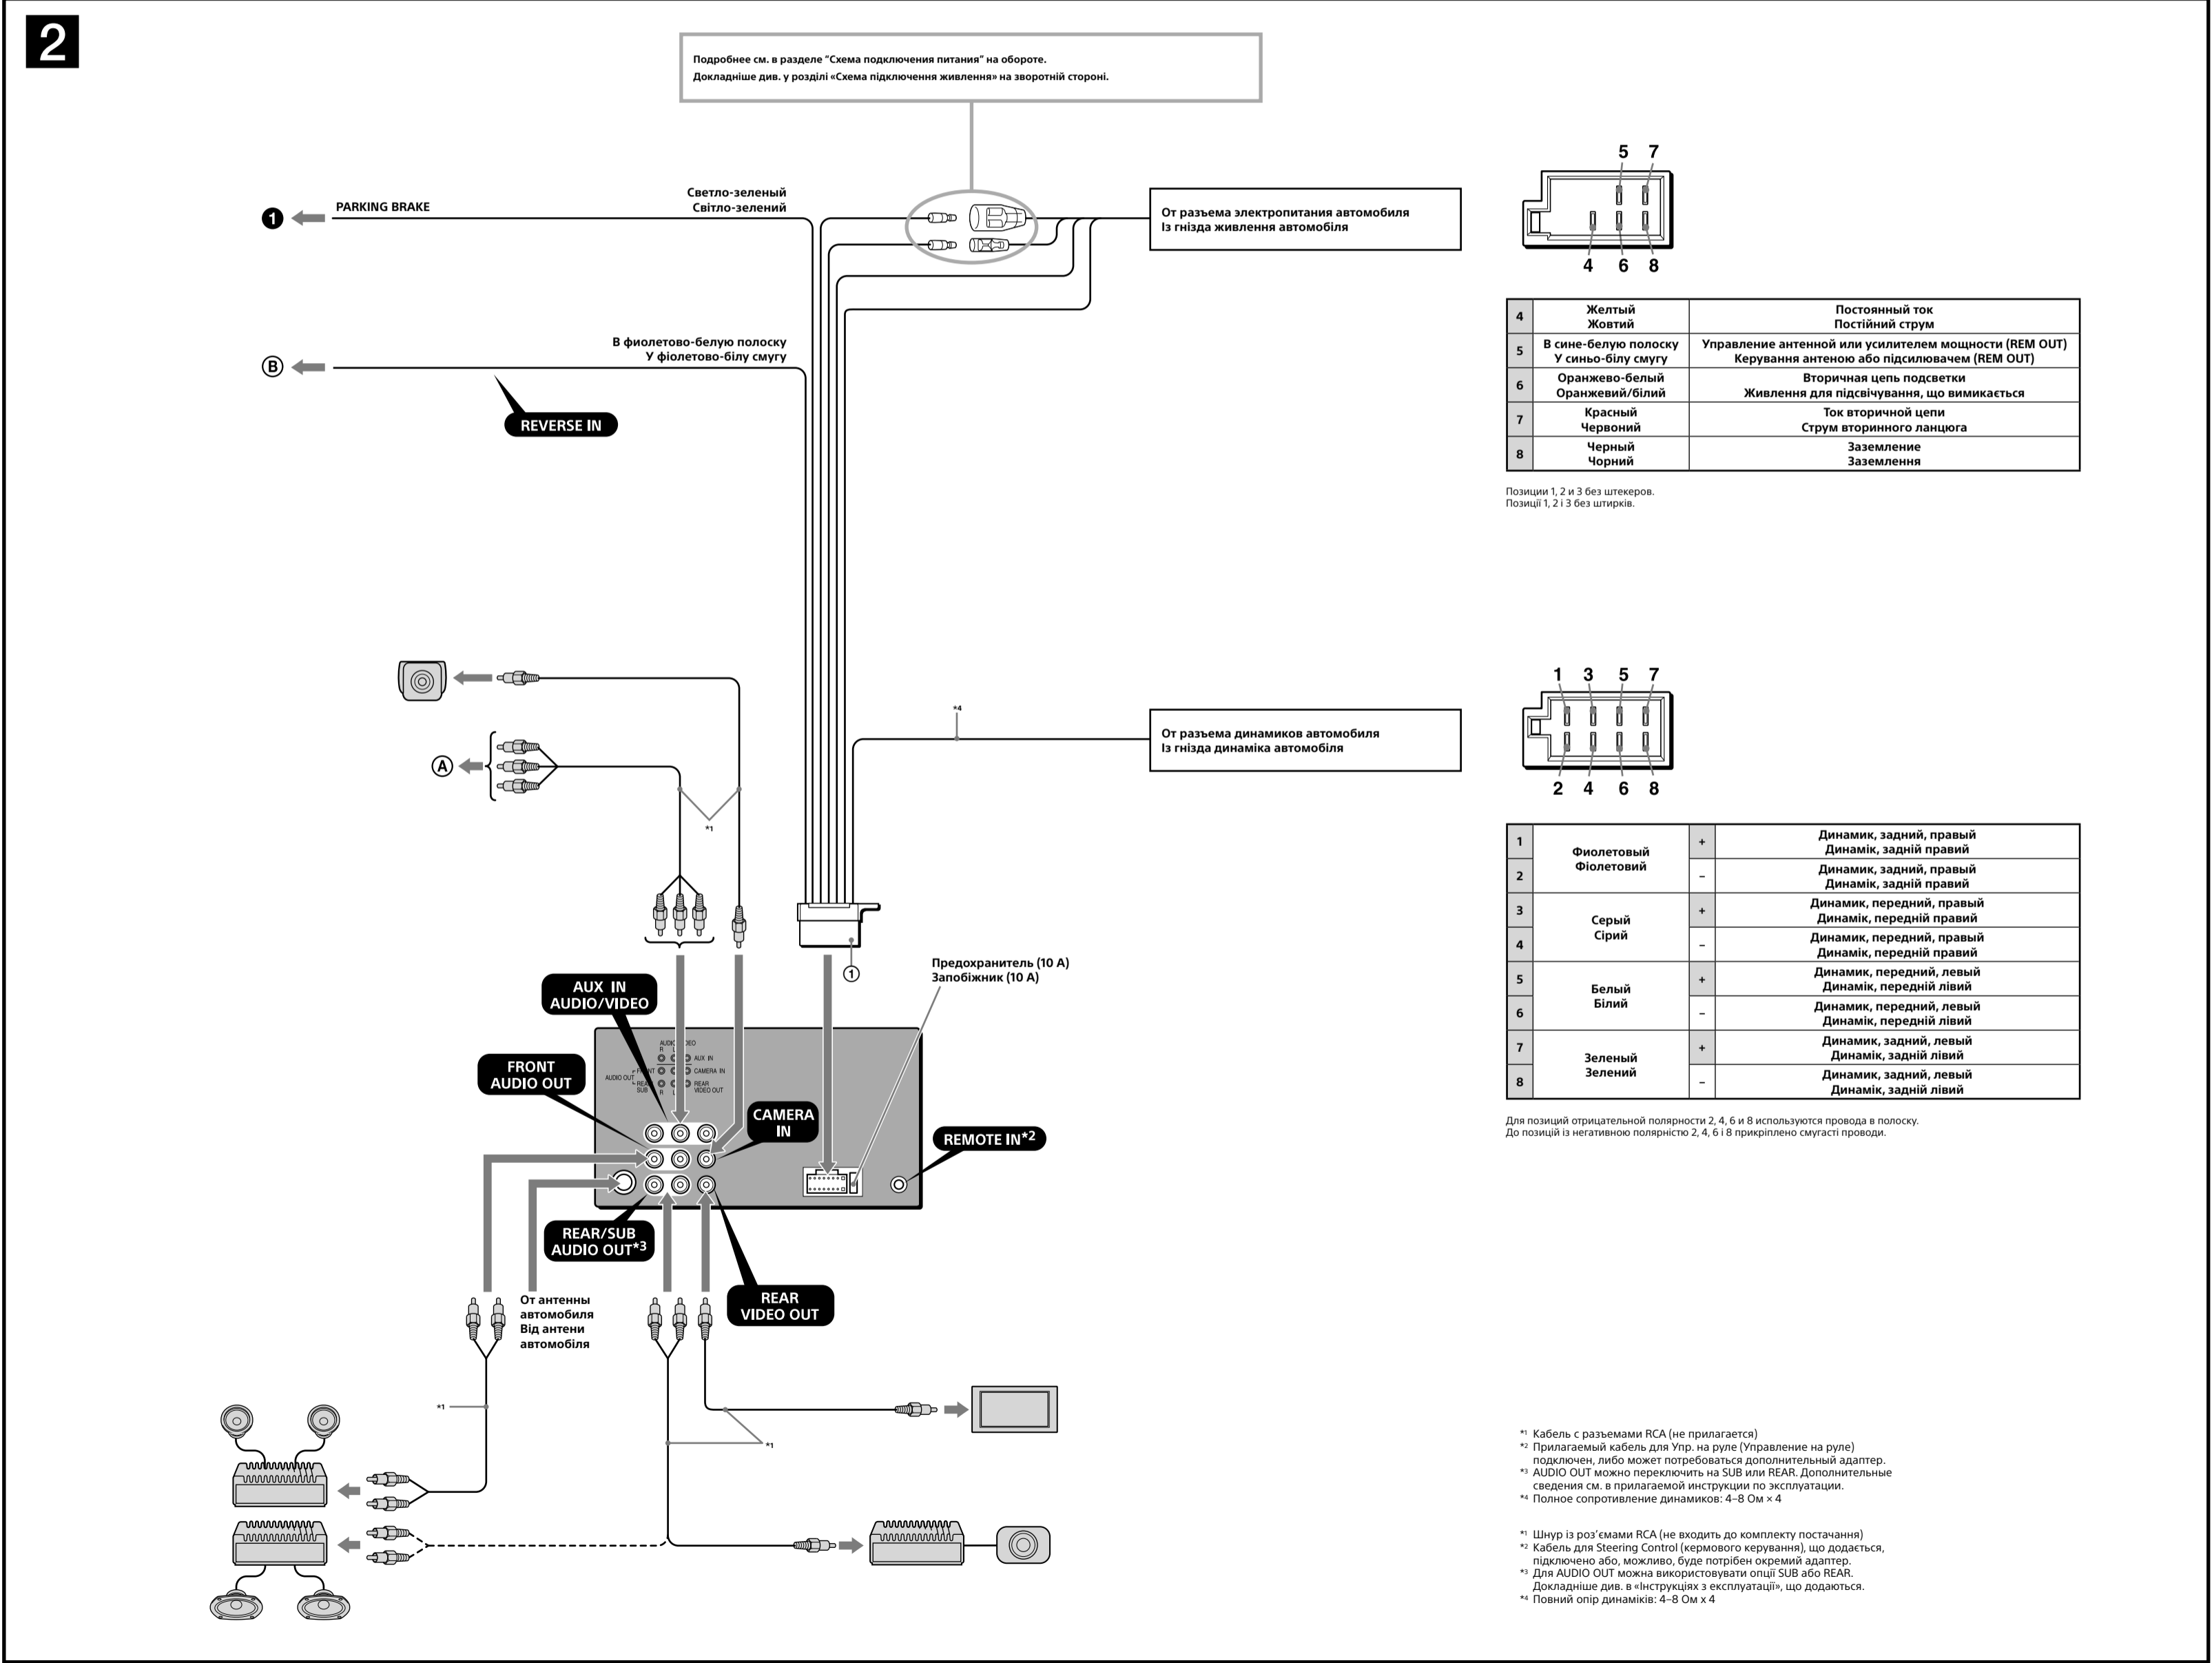 2
Подробнее см. в разделе "Схема подключения питания" на обороте.
Докладніше див. у розділі «Схема підключення живлення» на зворотній стороні.
5 7
Светло-зеленый
Світло-зелений
1
PARKING BRAKE
От разъема электропитания автомобиля
Із гнізда живлення автомобіля
4 6 8
4 Желтый Постоянный ток
Жовтий Постійний струм
5 В сине-белую полоску Управление антенной или усилителем мощности (REM OUT)
У синьо-білу смугу Керування антеною або підсилювачем (REM OUT)
6 Оранжево-белый Вторичная цепь подсветки
Оранжевий/білий Живлення для підсвічування, що вимикається
7 Красный Ток вторичной цепи
Червоний Струм вторинного ланцюга
8 Черный Заземление
Чорний Заземлення
Позиции 1, 2 и 3 без штекеров.
Позиції 1, 2 і 3 без штирків.
В фиолетово-белую полоску
У фіолетово-білу смугу
B
REVERSE IN
1 3 5 7
*4
От разъема динамиков автомобиля
Із гнізда динаміка автомобіля
A
2 4 6 8
*1
1 Фиолетовый + Динамик, задний, правый
Фіолетовий Динамік, задній правий
2 – Динамик, задний, правый
Динамік, задній правий
3 Серый + Динамик, передний, правый
Сірий Динамік, передній правий
4 – Динамик, передний, правый
Динамік, передній правий
5 Белый + Динамик, передний, левый
Білий Динамік, передній лівий
6 – Динамик, передний, левый
Динамік, передній лівий
7 Зеленый + Динамик, задний, левый
Зелений Динамік, задній лівий
8 – Динамик, задний, левый
Динамік, задній лівий
Для позиций отрицательной полярности 2, 4, 6 и 8 используются провода в полоску.
До позицій із негативною полярністю 2, 4, 6 і 8 прикріплено смугасті проводи.
1
Предохранитель (10 A)
Запобіжник (10 A)
AUX IN
AUDIO/VIDEO
FRONT
AUDIO OUT
R
AUX IN
AUDIO OUT
CAMERA IN
REAR
SUB R L VIDEO OUT
CAMERA
IN
REMOTE IN*2
REAR/SUB
AUDIO OUT*3
REAR
VIDEO OUT
От антенны
автомобиля
Від антени
автомобіля
*1
*1
*1 Кабель с разъемами RCA (не прилагается)
*2 Прилагаемый кабель для Упр. на руле (Управление на руле)
подключен, либо может потребоваться дополнительный адаптер.
*3 AUDIO OUT можно переключить на SUB или REAR. Дополнительные
сведения см. в прилагаемой инструкции по эксплуатации.
*4 Полное сопротивление динамиков: 4–8 Ом × 4
*1 Шнур із роз’ємами RCA (не входить до комплекту постачання)
*2 Кабель для Steering Control (кермового керування), що додається,
підключено або, можливо, буде потрібен окремий адаптер.
*3 Для AUDIO OUT можна використовувати опції SUB або REAR.
Докладніше див. в «Інструкціях з експлуатації», що додаються.
*4 Повний опір динаміків: 4–8 Ом x 4